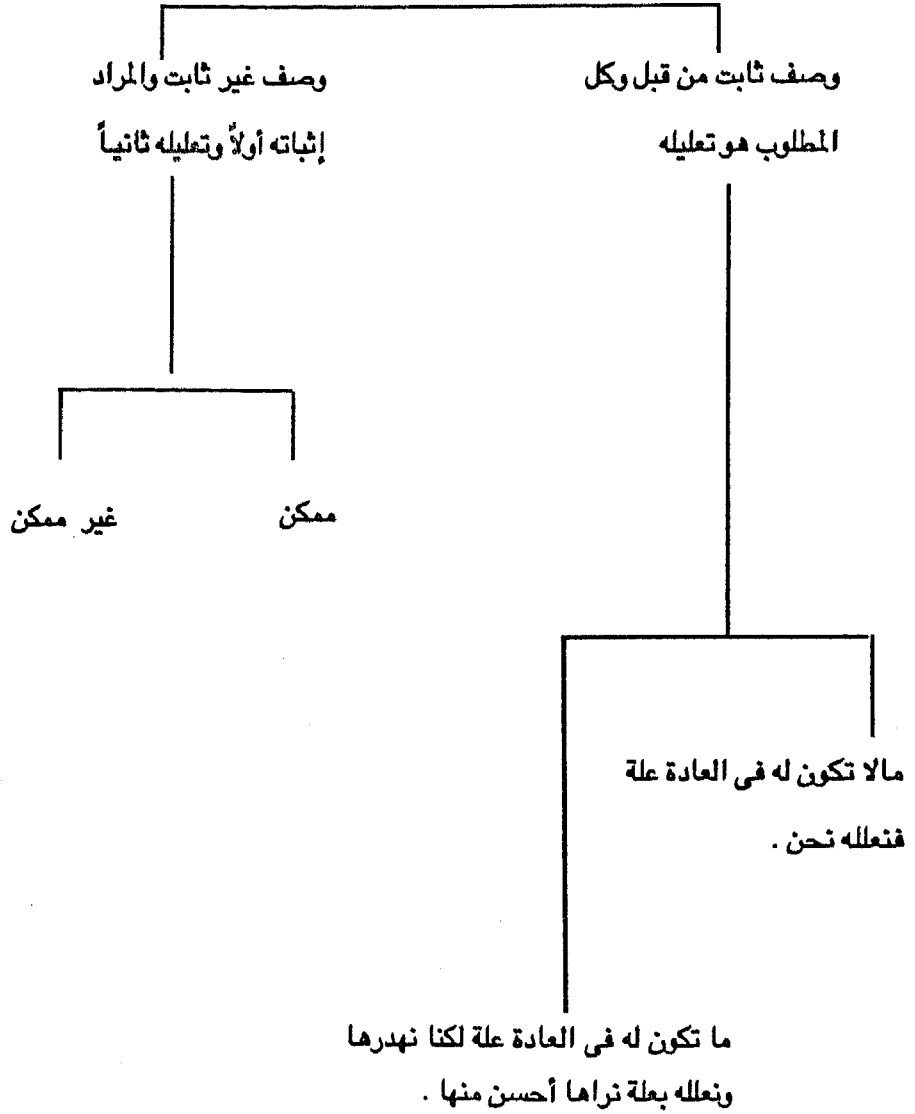 وصف ثابت من قبل وكل
المطلوب هو تعليله
وصف غير ثابت والمراد
إثباته أولاً وتعليله ثانياً
ممكن
غير ممكن
مالا تكون له فى العادة علة
فنعلله نحن .
ما تكون له فى العادة علة لكنا نهدرها
ونعلله بعلة نراها أحسن منها .